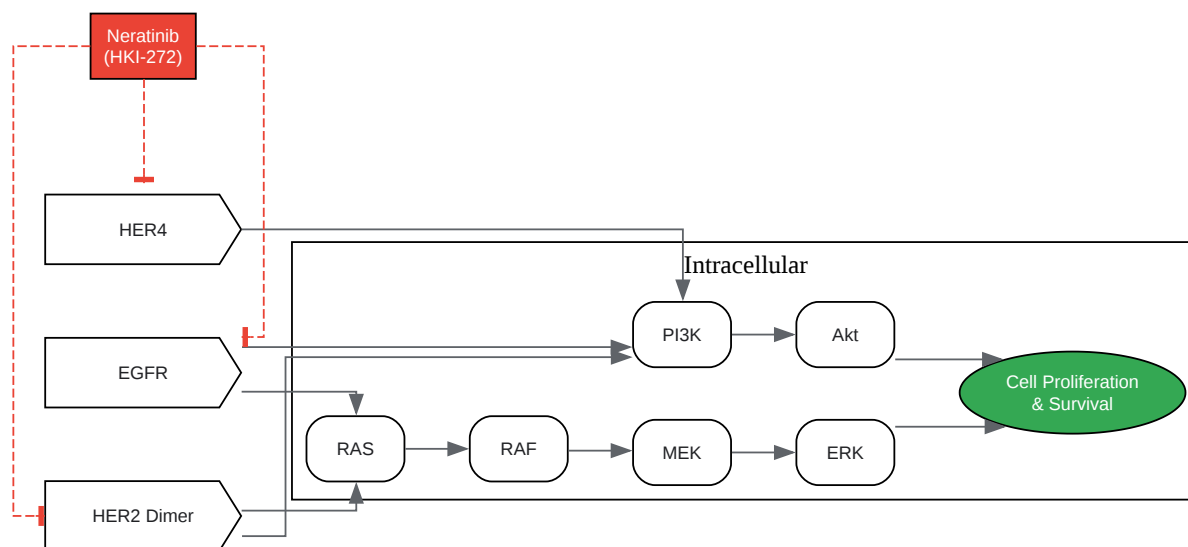 Neratinib
(HKI-272)
HER4
Intracellular
PI3K
Akt
EGFR
Cell Proliferation
& Survival
RAS
RAF
MEK
ERK
HER2 Dimer